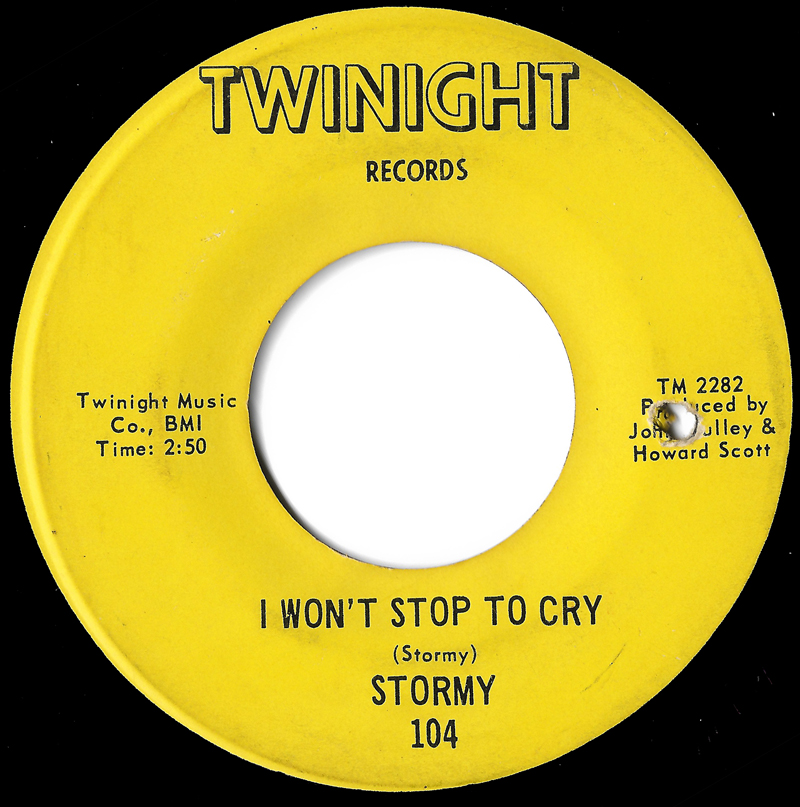 TWINIGHT
RECORDS
Twinight Music
Co., BMI
Time: 2:50
TM 2282
by
&
Howard Scott
I WON'T STOP TO CRY
(Stormy)
STORMY
104